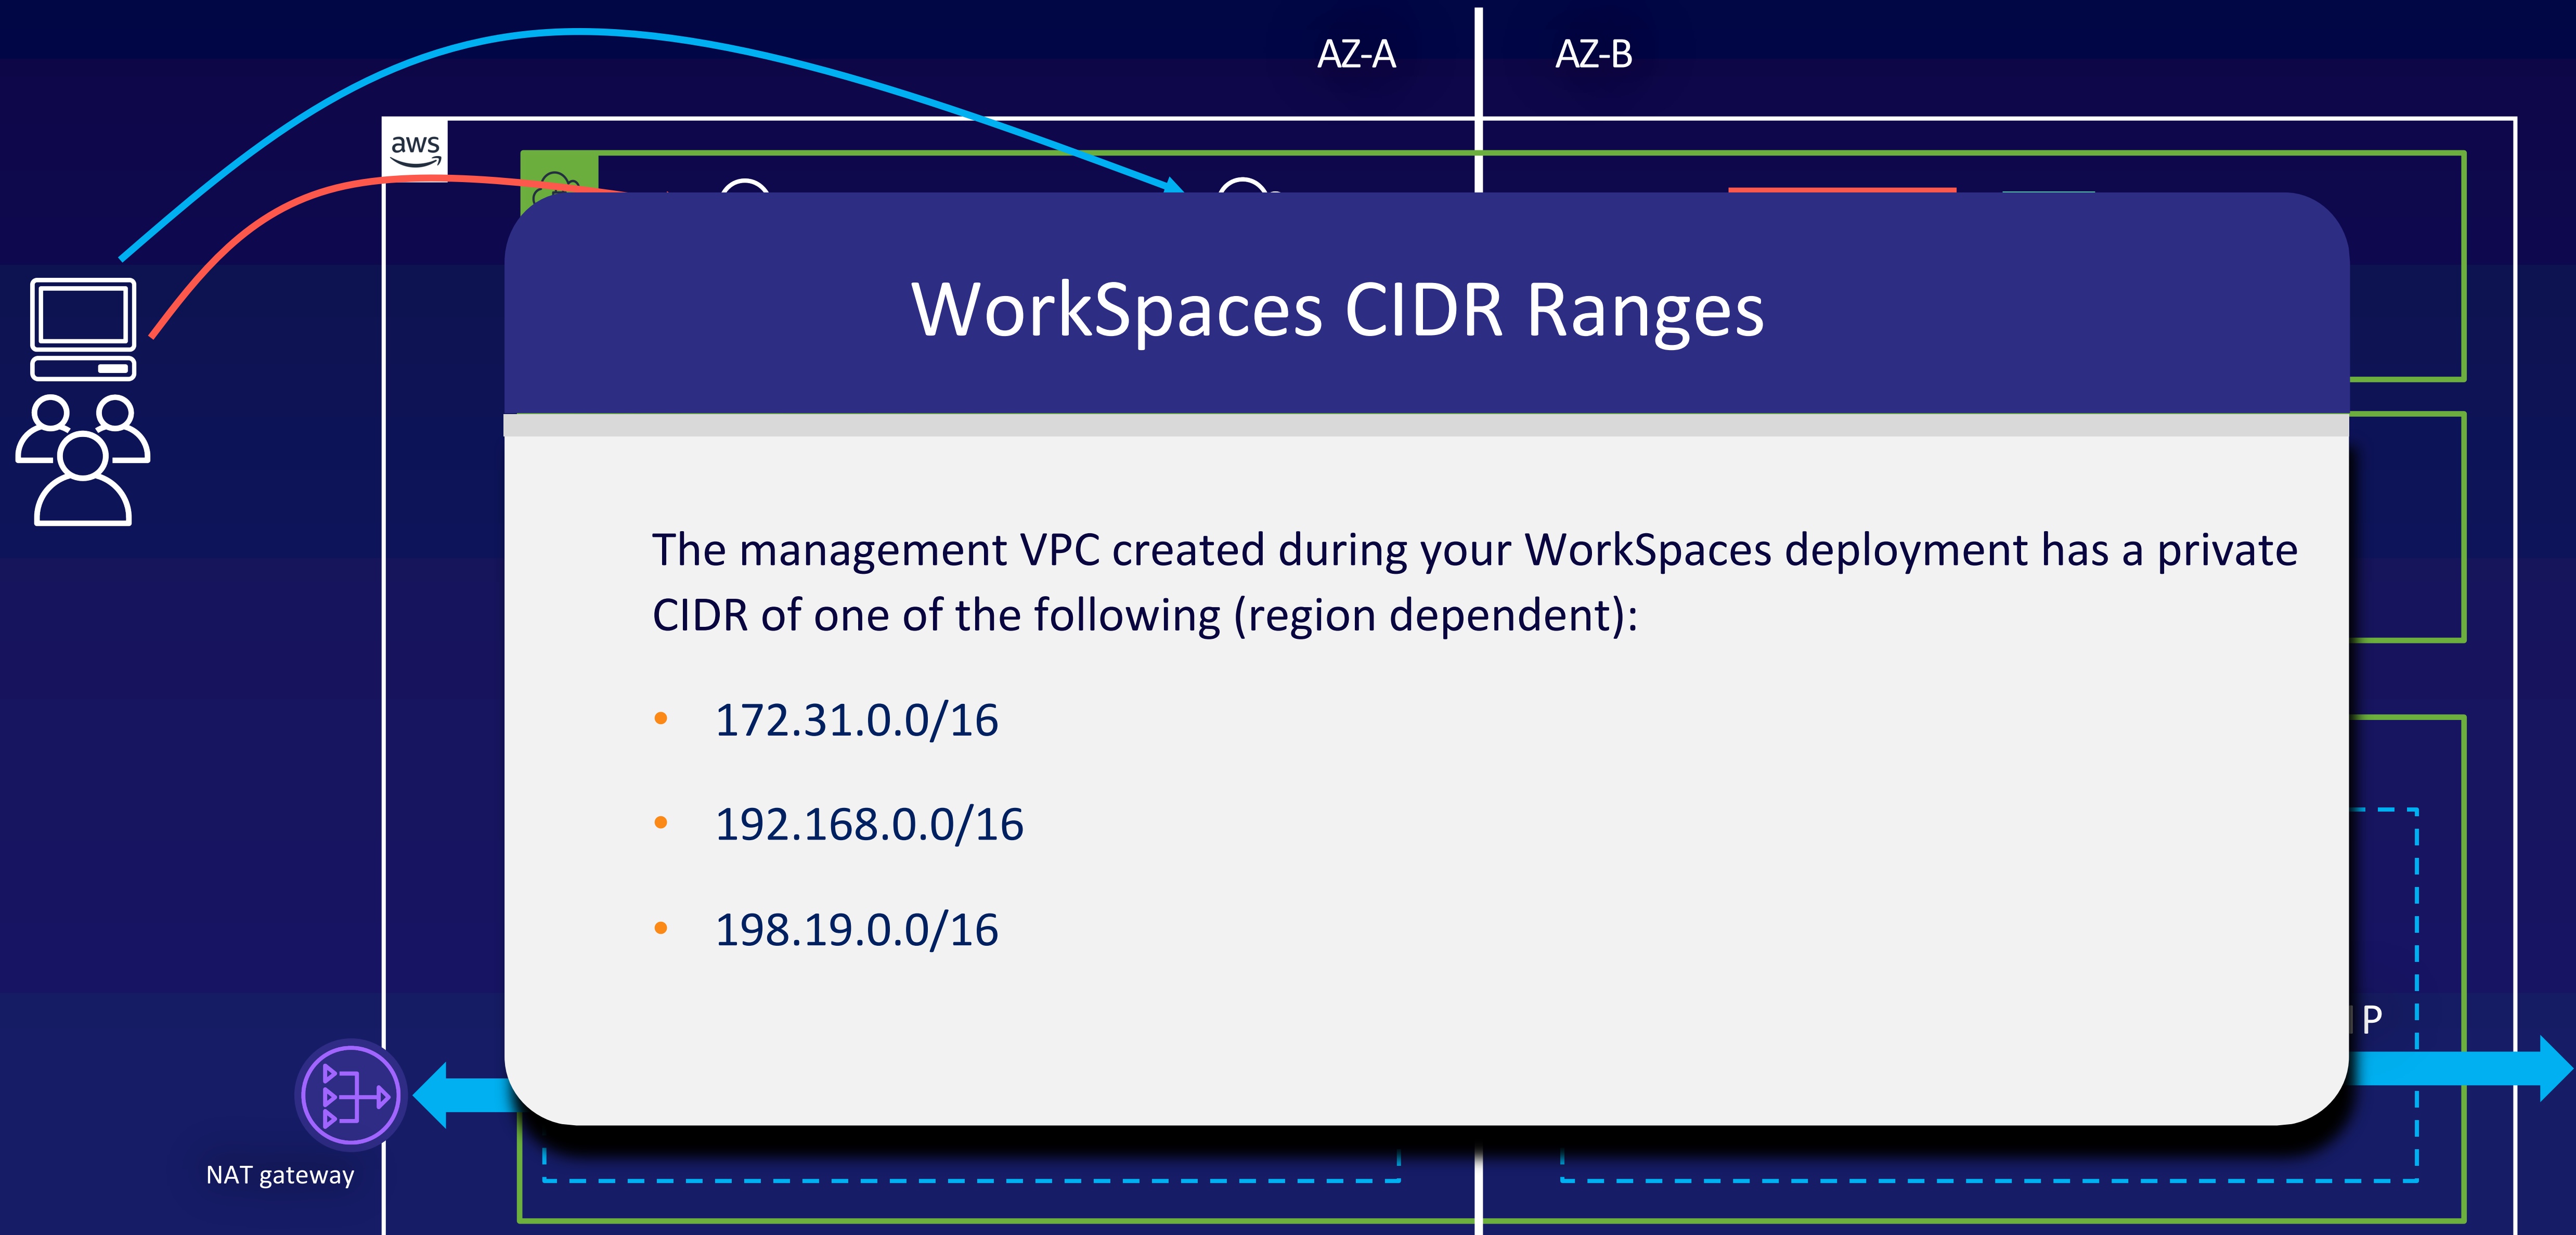 AZ-A
AZ-B
aws
WorkSpaces CIDR Ranges
The management VPC created during your WorkSpaces deployment has a private
CIDR of one of the following (region dependent):
• 172.31.0.0/16
• 192.168.0.0/16
• 198.19.0.0/16
P
NAT gateway